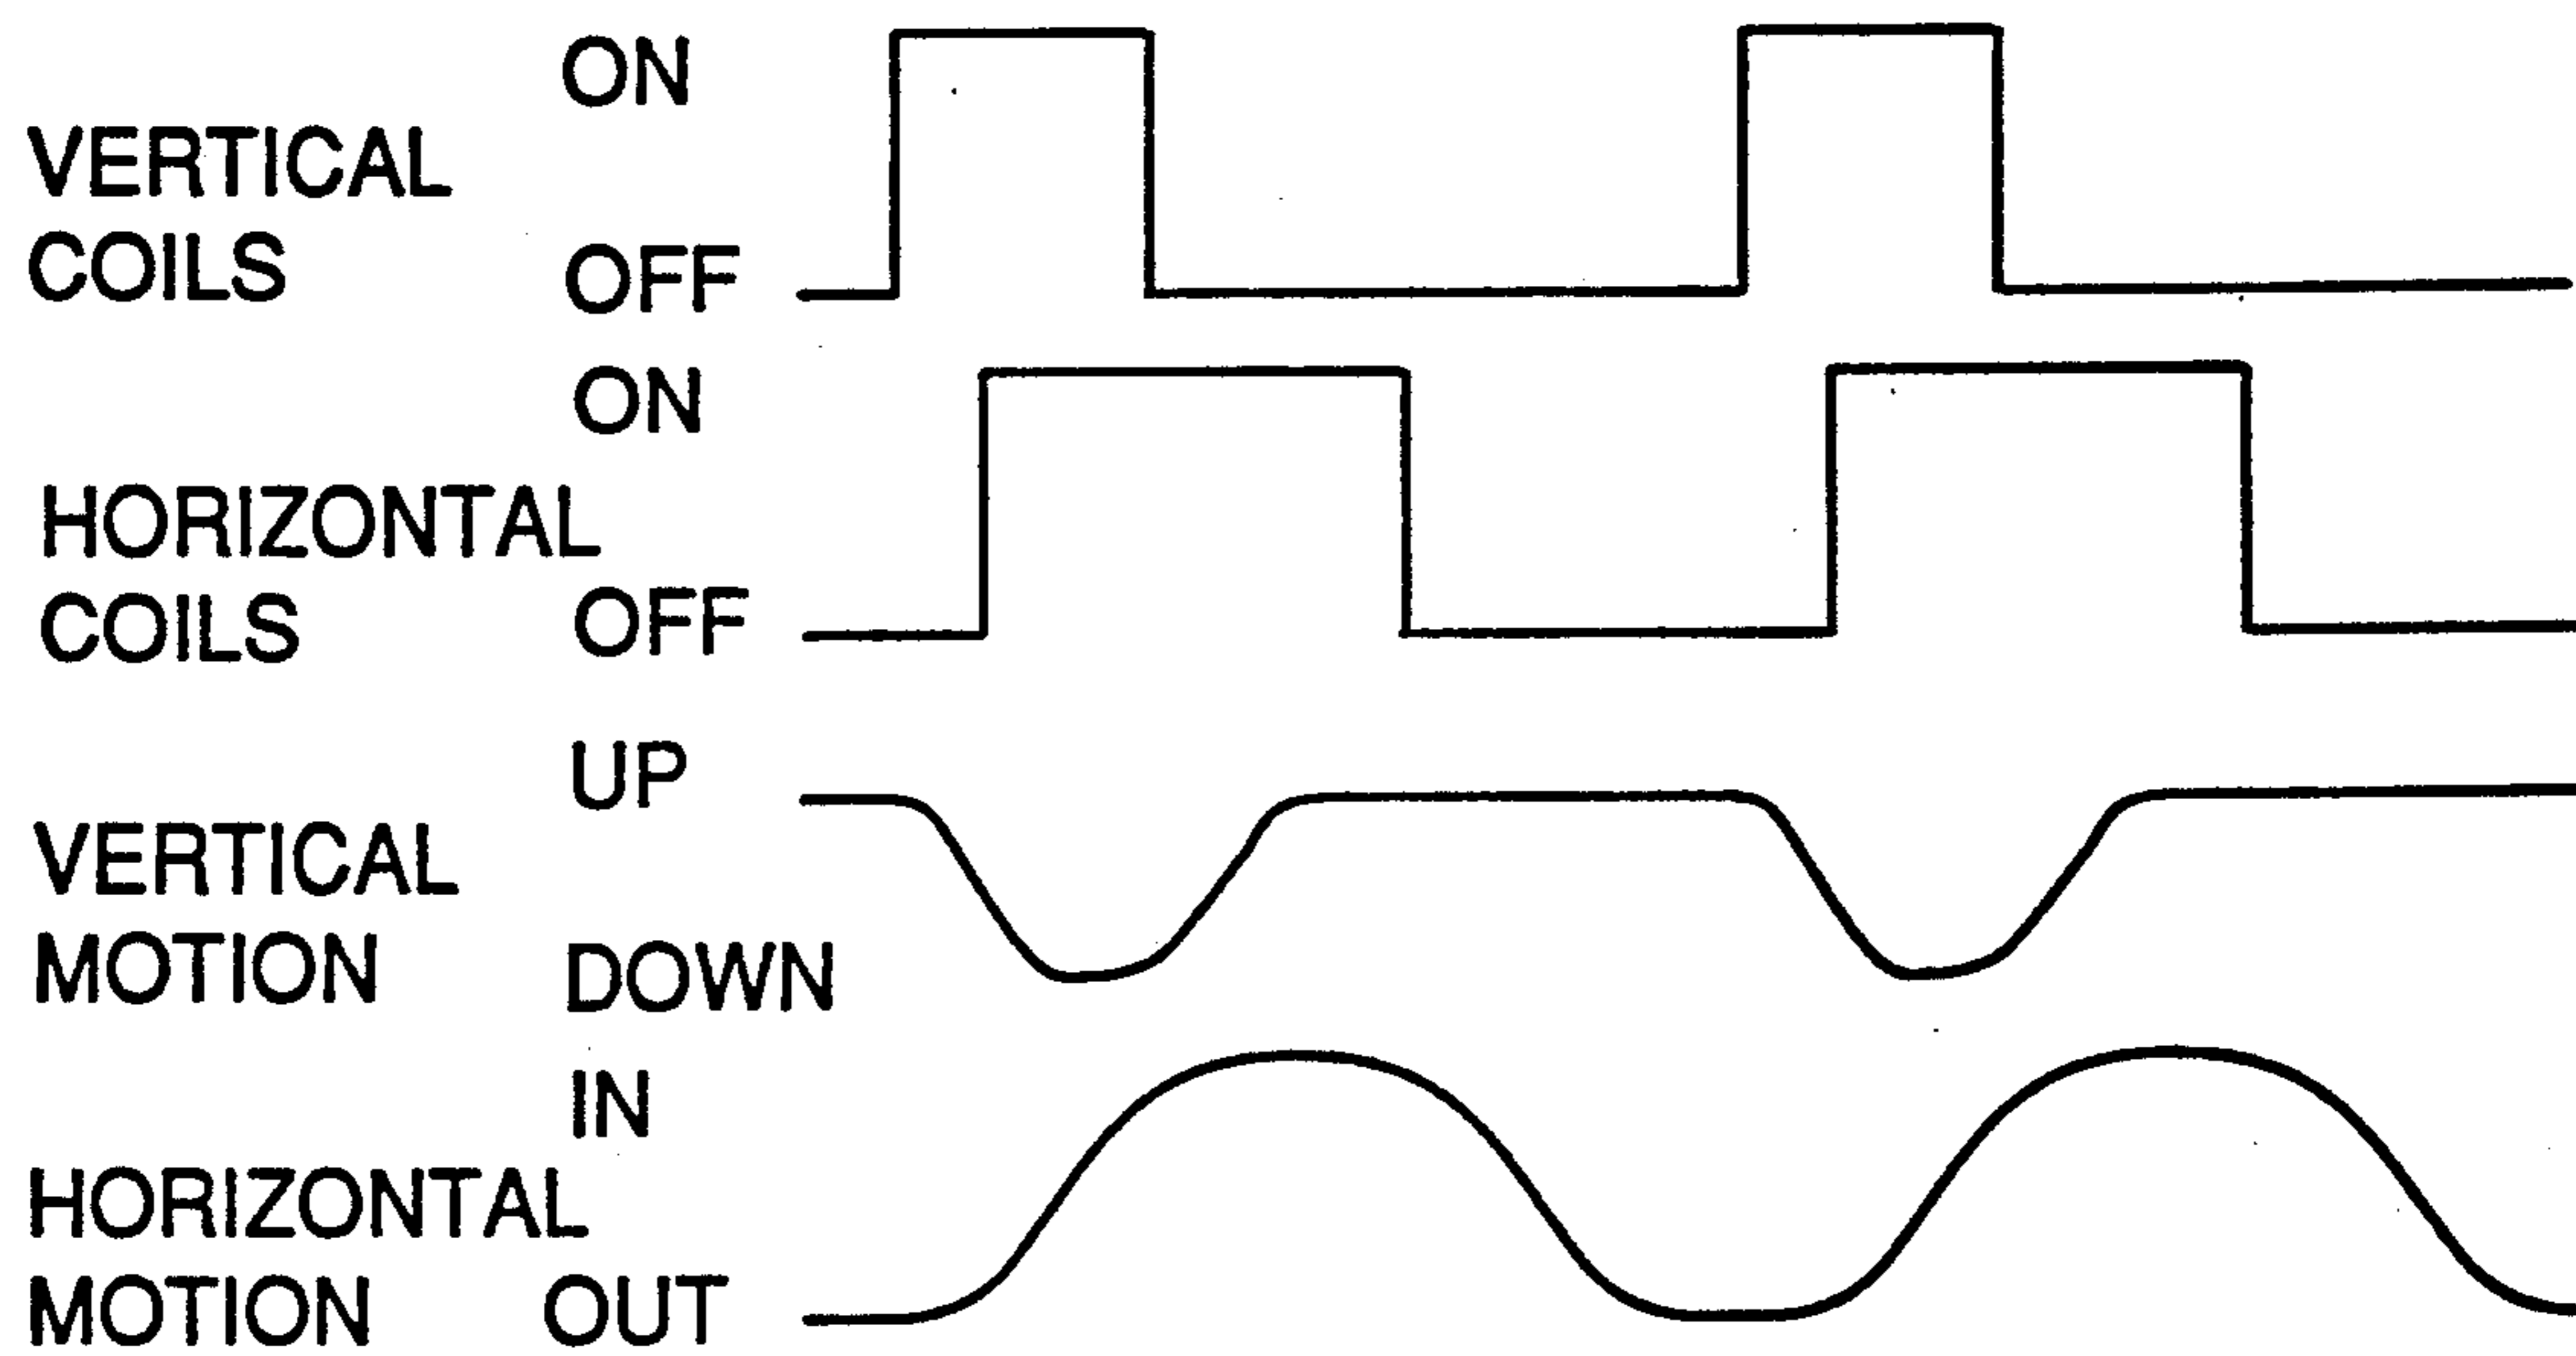 ON
VERTICAL
COILS OFF
ON
HORIZONTAL
COILS OFF
UP
VERTICAL
MOTION DOWN
IN
HORIZONTAL
MOTION OUT